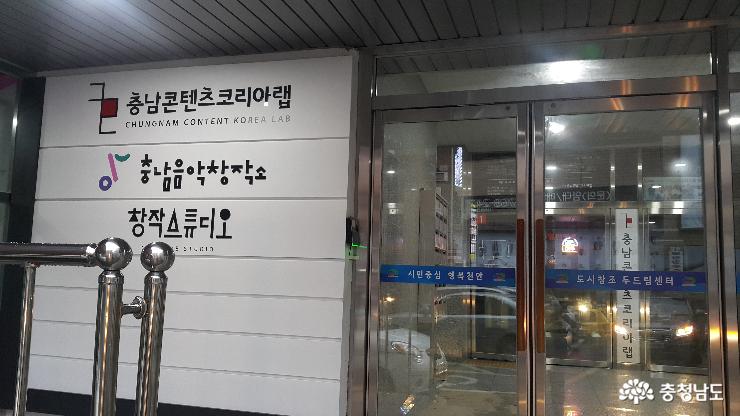 충남콘텐츠코리아랩
CHUNGNAM CONTENT KOREA LAB
충남음악창작소
창작스튜디오
STUDIO
시민중심 행복천안
도시창조 두드림센터
충남콘텐츠코리아랩
충청남도